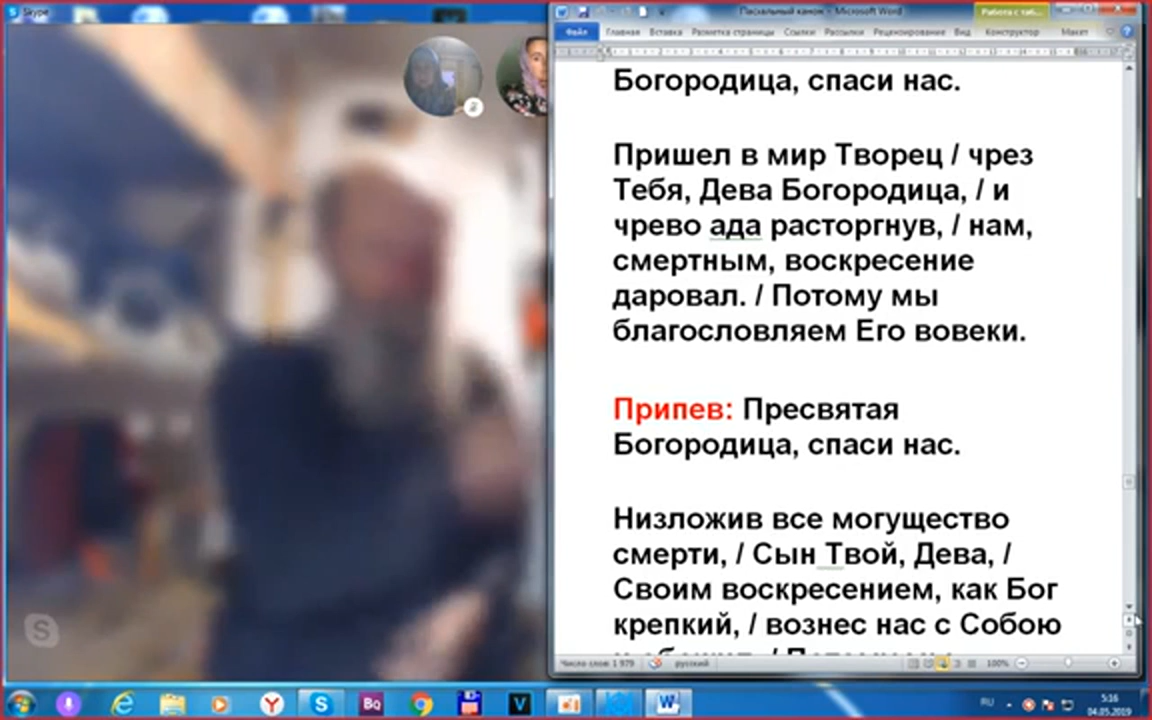 Skype
Пасхальный канон - Microsoft Word
Работа с таб...
Файл
Главная
Вставка
Разметка страницы
Ссылки
Рассылки
Рецензирование
Вид
Конструктор
Макет
Богородица, спаси нас.
Пришел в мир Творец / чрез
Тебя, Дева Богородица, / и
чрево ада расторгнув, / нам,
смертным, воскресение
даровал. / Потому мы
благословляем Его вовеки.
Припев: Пресвятая
Богородица, спаси нас.
Низложив все могущество
смерти, / Сын Твой, Дева, /
Своим воскресением, как Бог
крепкий, / вознес нас с Собою
Число слов: 1 979
русский
100%
RU
5:16
04.05.2019